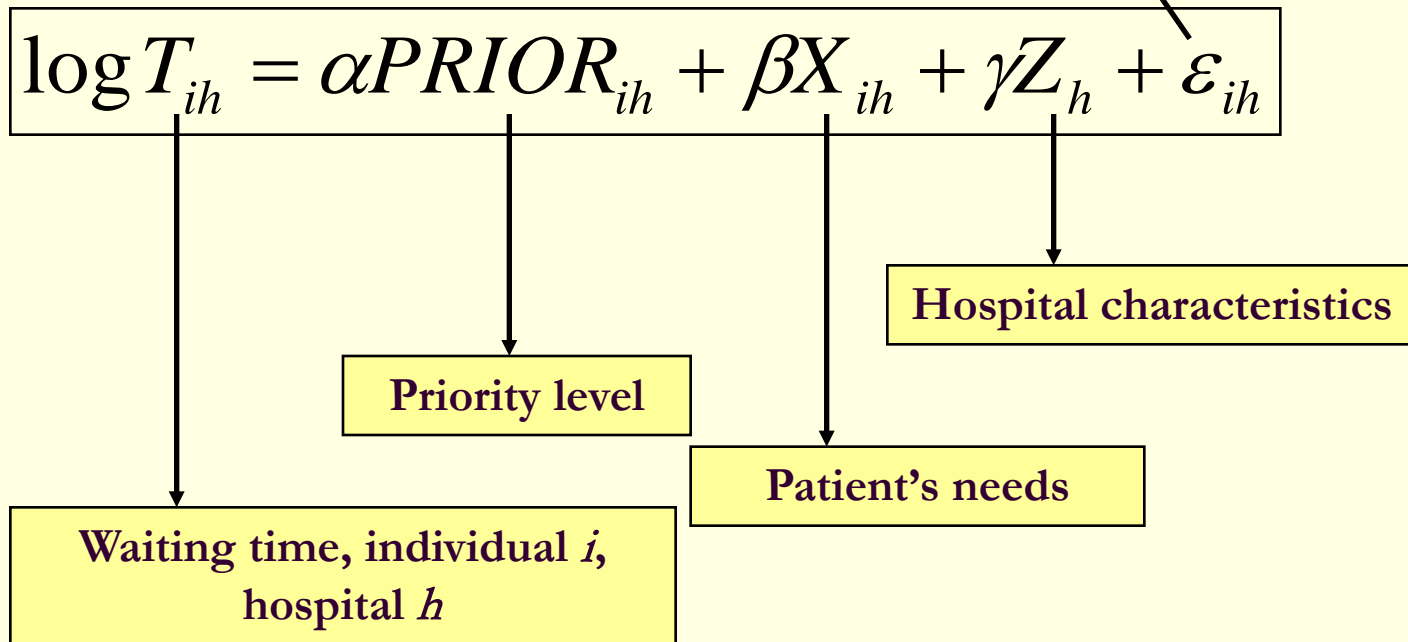 log T_ih = αPRIOR_ih + βX_ih + γZ_h + ε_ih
Hospital characteristics
Priority level
Patient’s needs
Waiting time, individual i,
hospital h